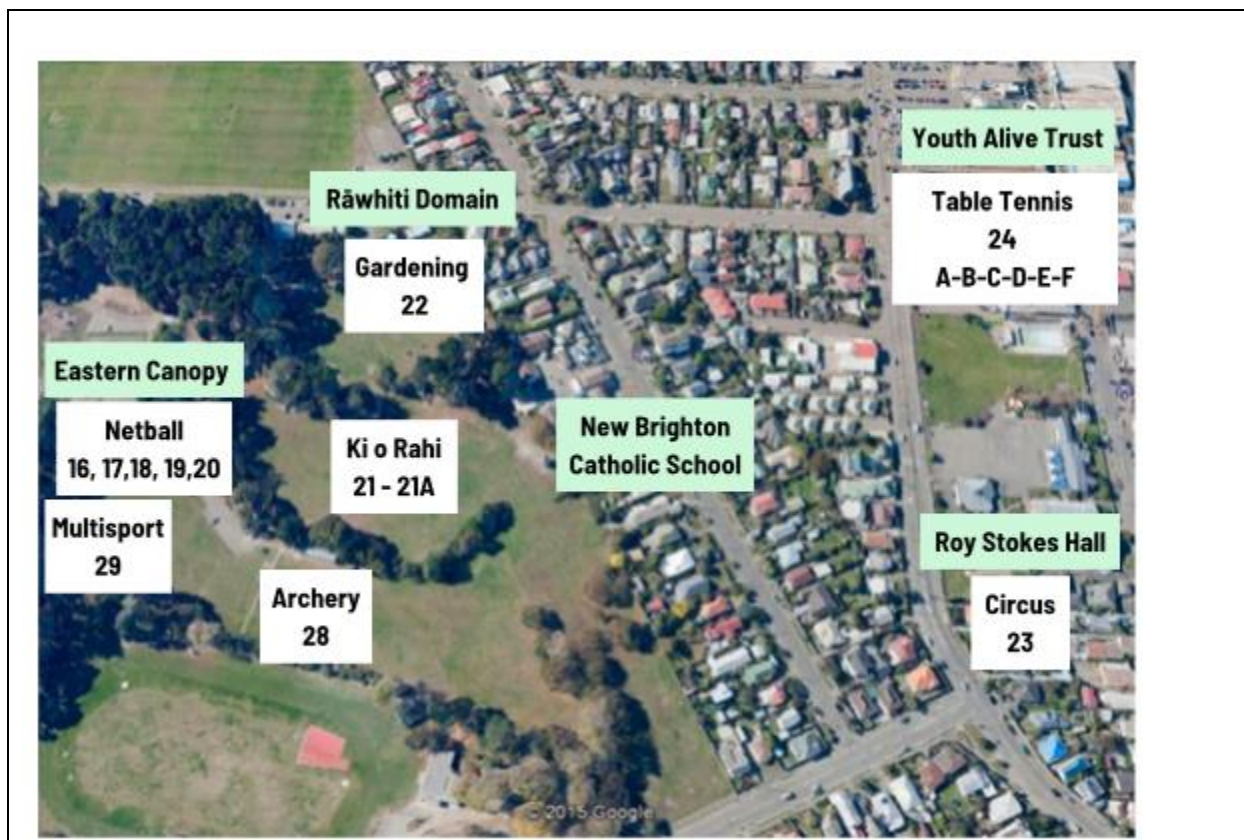 Youth Alive Trust
Table Tennis
24
A-B-C-D-E-F
Rāwhiti Domain
Gardening
22
Eastern Canopy
Netball
16, 17,18, 19,20
Ki o Rahi
21 - 21A
New Brighton
Catholic School
Multisport
29
Archery
28
Roy Stokes Hall
Circus
23
© 2015 Google